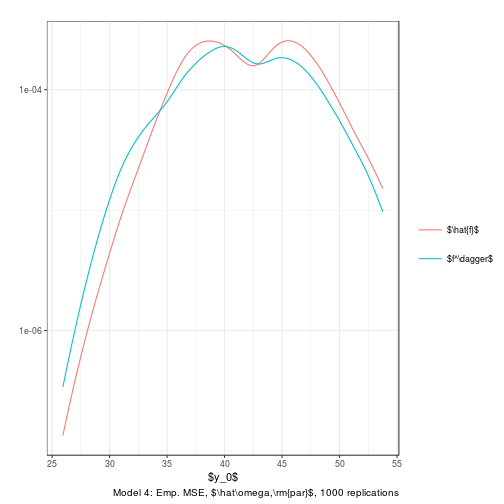 1e-04
1e-06
25 30 35 40 45 50 55
$y_0$
Model 4: Emp. MSE, $\hat\omega,\rm{par}$, 1000 replications
$\hat{f}$
$f^\dagger$